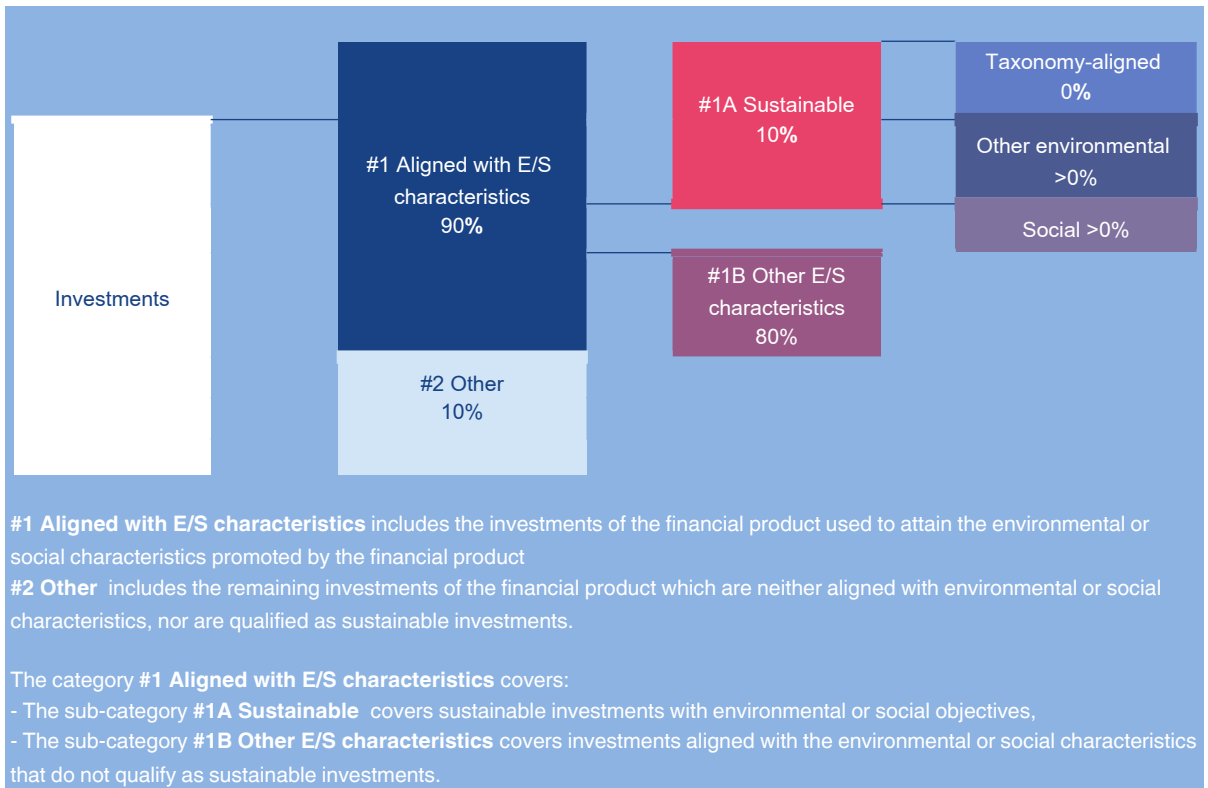 Investments
#1 Aligned with E/S
characteristics
90%
#2 Other
10%
#1A Sustainable
10%
#1B Other E/S
characteristics
80%
Taxonomy-aligned
0%
Other environmental
>0%
Social >0%
#1 Aligned with E/S characteristics includes the investments of the financial product used to attain the environmental or
social characteristics promoted by the financial product
#2 Other includes the remaining investments of the financial product which are neither aligned with environmental or social
characteristics, nor are qualified as sustainable investments.
The category #1 Aligned with E/S characteristics covers:
- The sub-category #1A Sustainable covers sustainable investments with environmental or social objectives,
- The sub-category #1B Other E/S characteristics covers investments aligned with the environmental or social characteristics
that do not qualify as sustainable investments.